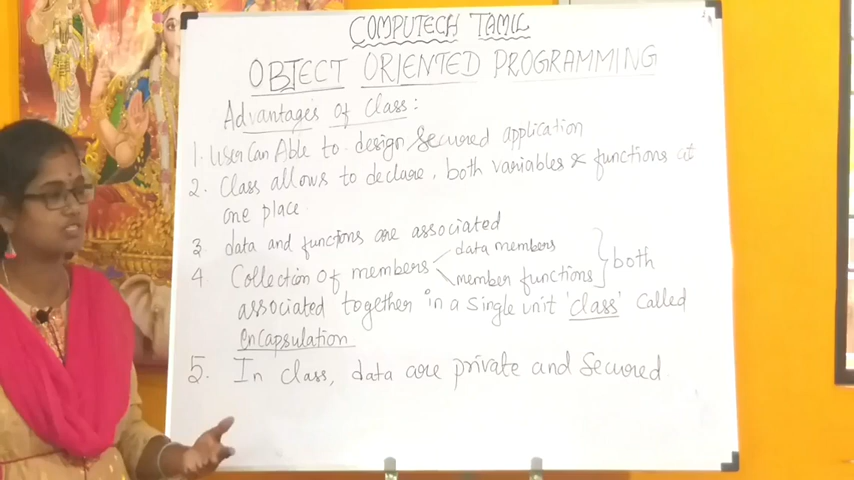 COMPUTECH TAMIL
OBJECT ORIENTED PROGRAMMING
Advantages of Class:
1. User Can Able to design Secured application
2. Class allows to declare, both variables & functions at
one place.
3. data and functions are associated
4. Collection of members data members
member functions } both
associated together in a Single unit 'class' called
encapsulation
5. In class, data are private and Secured